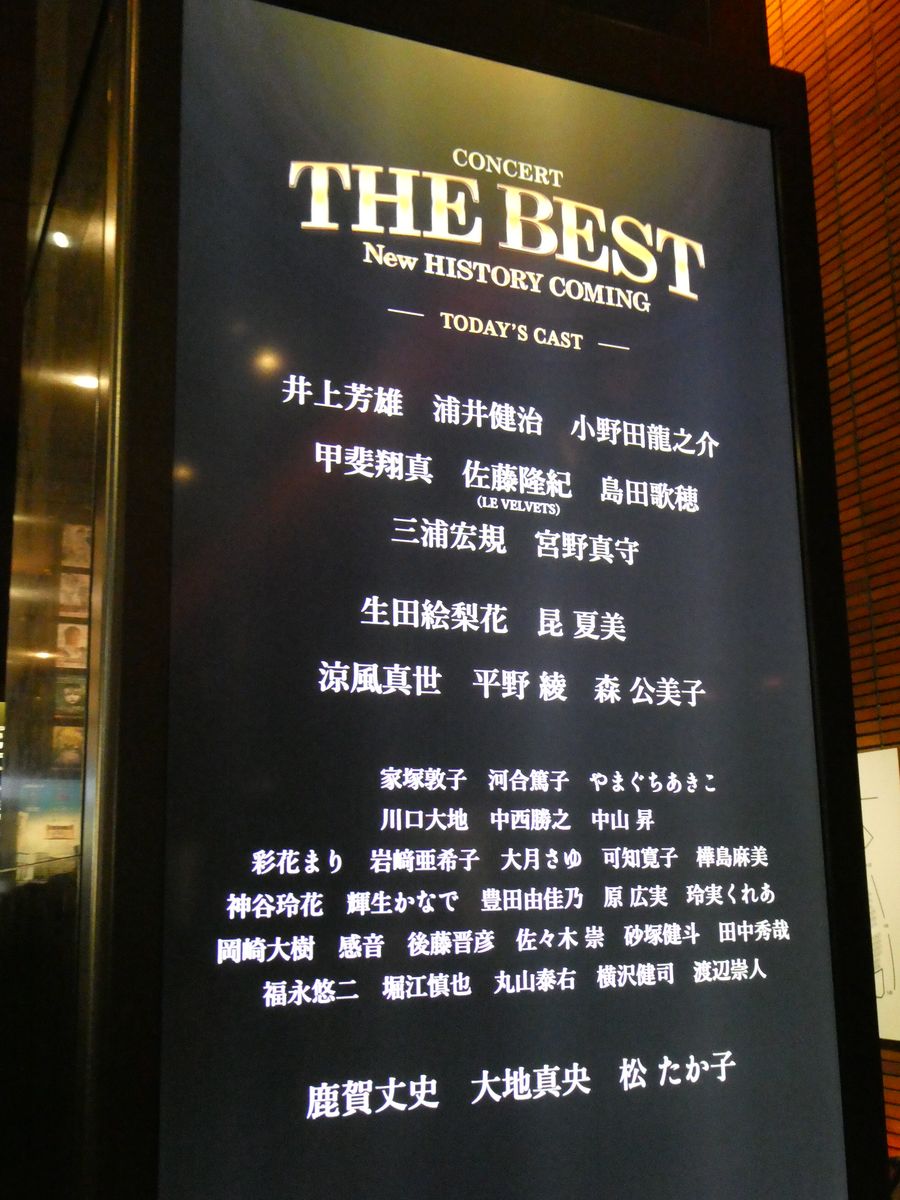 CONCERT
THE BEST
New HISTORY COMING
TODAY'S CAST
井上芳雄 浦井健治 小野田龍之介
甲斐翔真 佐藤隆紀 島田歌穂
(LE VELVETS)
三浦宏規 宮野真守
生田絵梨花 昆 夏美
涼風真世 平野 綾 森 公美子
家塚敦子 河合篤子 やまぐちあきこ
川口大地 中西勝之 中山 昇
彩花まり 岩﨑亜希子 大月さゆ 可知寛子 樺島麻美
神谷玲花 輝生かなで 豊田由佳乃 原 広実 玲実くれあ
岡崎大樹 感音 後藤晋彦 佐々木 崇 砂塚健斗 田中秀哉
福永悠二 堀江慎也 丸山泰右 横沢健司 渡辺崇人
鹿賀丈史 大地真央 松 たか子